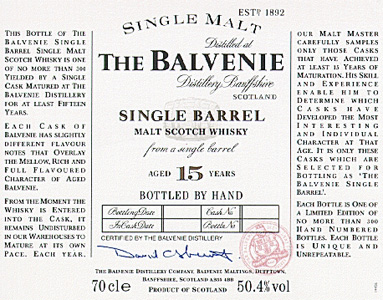 ESTD 1892
SINGLE MALT
Distilled at
THE BALVENIE
Distillery, Banffshire
SCOTLAND
SINGLE BARREL
MALT SCOTCH WHISKY
from a single barrel
AGED 15 YEARS
BOTTLED BY HAND
Bottling Date Cask No
In Cask Date Bottle No
CERTIFIED BY THE BALVENIE DISTILLERY
THE BALVENIE DISTILLERY COMPANY, BALVENIE MALTINGS, DUFFTOWN,
BANFFSHIRE, SCOTLAND AB55 4BB
70 cl e PRODUCT OF SCOTLAND 50.4% vol
THIS BOTTLE OF THE
BALVENIE SINGLE
BARREL SINGLE MALT
SCOTCH WHISKY IS ONE
OF NO MORE THAN 300
YIELDED BY A SINGLE
CASK MATURED AT THE
BALVENIE DISTILLERY
FOR AT LEAST FIFTEEN
YEARS.
EACH CASK OF
BALVENIE HAS SLIGHTLY
DIFFERENT FLAVOUR
NOTES THAT OVERLAY
THE MELLOW, RICH AND
FULL FLAVOURED
CHARACTER OF AGED
BALVENIE.
FROM THE MOMENT THE
WHISKY IS ENTERED
INTO THE CASK, IT
REMAINS UNDISTURBED
IN OUR WAREHOUSES TO
MATURE AT ITS OWN
PACE. EACH YEAR.
OUR MALT MASTER
CAREFULLY SAMPLES
ONLY THOSE CASKS
THAT HAVE ACHIEVED
AT LEAST 15 YEARS OF
MATURATION. HIS SKILL
AND EXPERIENCE
ENABLE HIM TO
DETERMINE WHICH
CASKS HAVE
DEVELOPED THE MOST
INTERESTING
AND INDIVIDUAL
CHARACTER AT THAT
AGE. IT IS ONLY THESE
CASKS WHICH ARE
SELECTED FOR
BOTTLING AS 'THE
BALVENIE SINGLE
BARREL'.
EACH BOTTLE IS ONE OF
A LIMITED EDITION OF
NO MORE THAN 300
HAND NUMBERED
BOTTLES. EACH BOTTLE
IS UNIQUE AND
UNREPEATABLE.